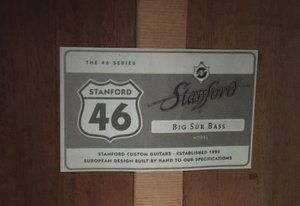 THE 46 SERIES
STANFORD
46
Stanford
BIG SUR BASS
MODEL
STANFORD CUSTOM GUITARS - ESTABLISHED 1995
EUROPEAN DESIGN BUILT BY HAND TO OUR SPECIFICATIONS